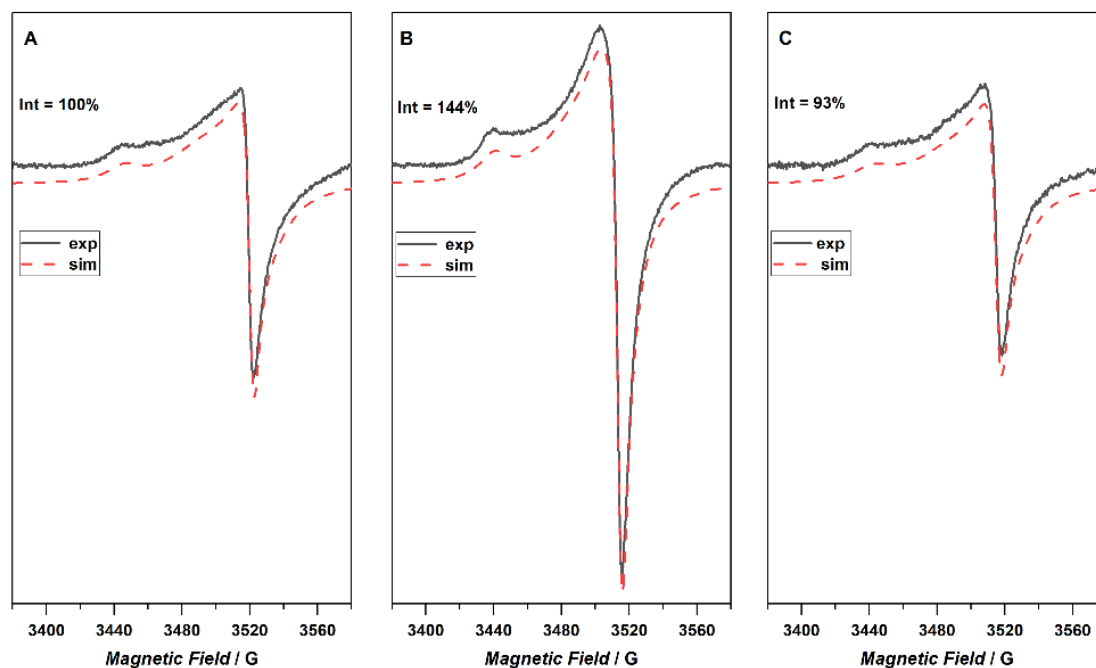 A
Int = 100%
exp
sim
3400 3440 3480 3520 3560
Magnetic Field / G
B
Int = 144%
exp
sim
3400 3440 3480 3520 3560
Magnetic Field / G
C
Int = 93%
exp
sim
3400 3440 3480 3520 3560
Magnetic Field / G